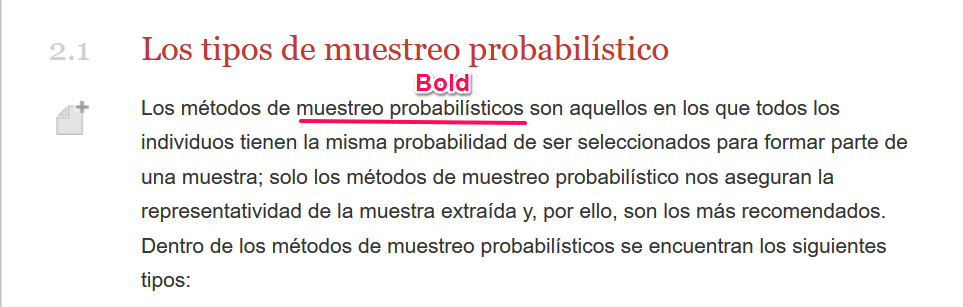 2.1 Los tipos de muestreo probabilístico
Bold
Los métodos de muestreo probabilísticos son aquellos en los que todos los
individuos tienen la misma probabilidad de ser seleccionados para formar parte de
una muestra; solo los métodos de muestreo probabilístico nos aseguran la
representatividad de la muestra extraída y, por ello, son los más recomendados.
Dentro de los métodos de muestreo probabilísticos se encuentran los siguientes
tipos: